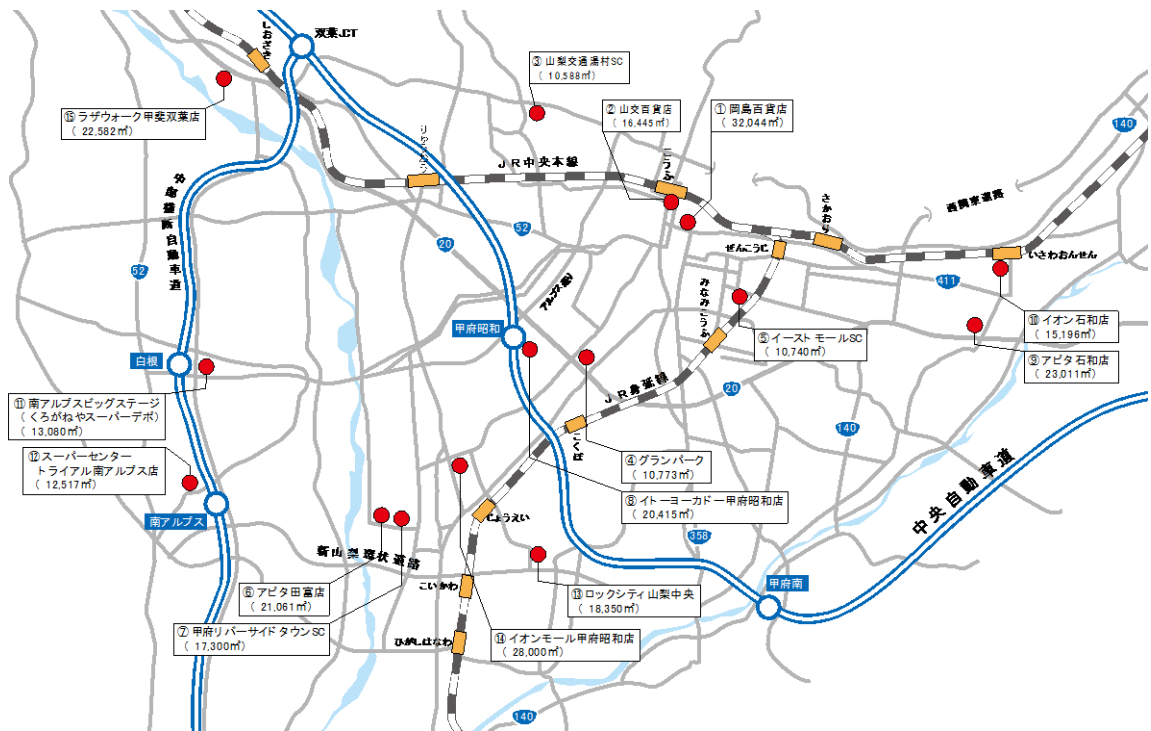 双葉JCT
しおざき
③ 山梨交通湯村SC
( 10,588㎡)
② 山交百貨店
( 16,445㎡)
① 岡島百貨店
( 32,044㎡)
⑮ ラザウォーク甲斐双葉店
( 22,582㎡)
140
りゅうおう
JR中央本線
こうふ
さかおり
西関東道路
中部横断自動車道
52
20
52
ぜんこうじ
いさわおんせん
411
アルプス通り
みなみこうふ
甲府昭和
⑤ イーストモールSC
( 10,740㎡)
⑩ イオン石和店
( 15,196㎡)
⑨ アピタ石和店
( 23,011㎡)
白根
JR身延線
20
140
⑪ 南アルプスビッグステージ
(くろがねやスーパーデポ)
( 13,080㎡)
⑫ スーパーセンター
トライアル南アルプス店
( 12,517㎡)
こくぼ
④ グランパーク
( 10,773㎡)
⑧ イトーヨーカドー甲府昭和店
( 20,415㎡)
中央自動車道
南アルプス
じょうえい
358
新山梨環状道路
こいかわ
甲府南
⑥ アピタ田富店
( 21,061㎡)
⑬ ロックシティ山梨中央
( 18,350㎡)
⑦ 甲府リバーサイドタウンSC
( 17,300㎡)
ひがしはなわ
⑭ イオンモール甲府昭和店
( 28,000㎡)
140